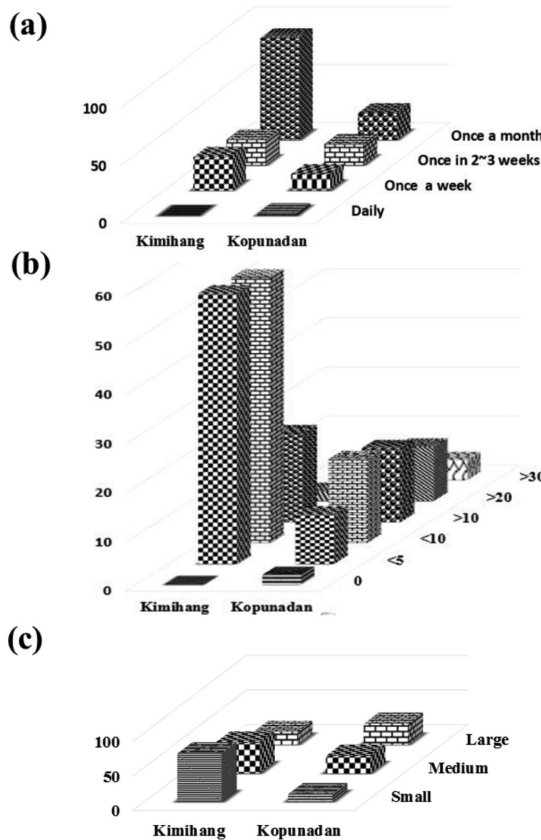 (a)
100
50
0
Once a month
Once in 2~3 weeks
Once a week
Daily
Kimihang Kopunadan
(b)
60
50
40
30
20
10
0
>30
>20
>10
<10
<5
0
Kimihang Kopunadan
(c)
100
50
0
Large
Medium
Small
Kimihang Kopunadan